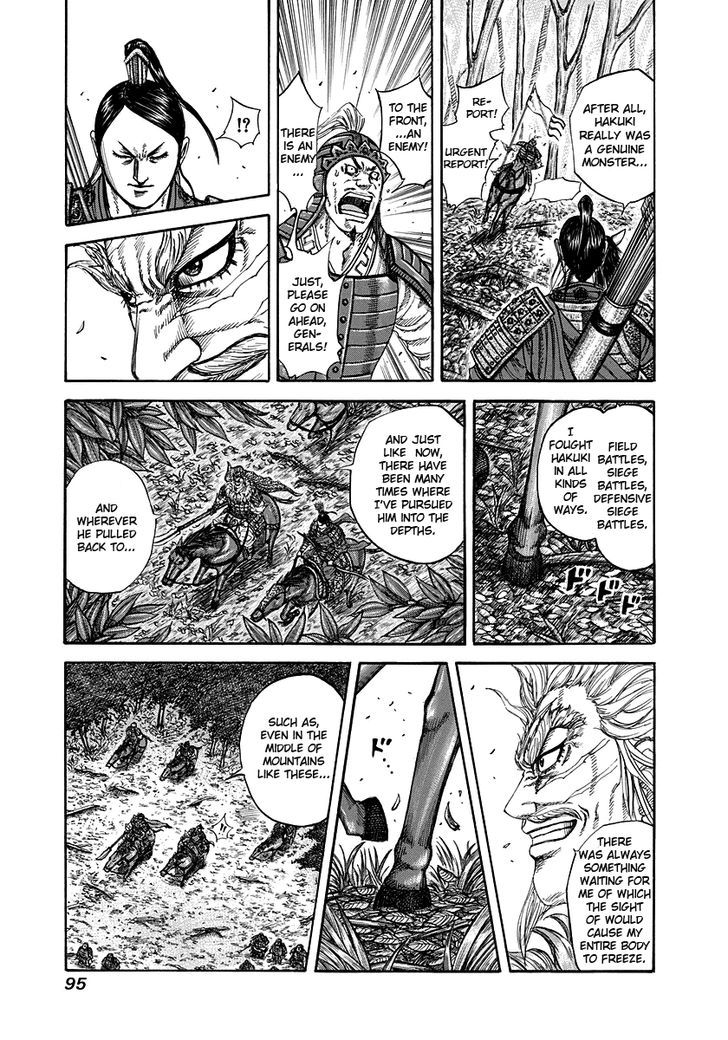 AFTER ALL,
HAKUKI
REALLY WAS
A GENUINE
MONSTER...
RE-
PORT!
URGENT
REPORT!
TO THE
FRONT,
...AN
ENEMY!
THERE
IS AN
ENEMY
...
JUST,
PLEASE
GO ON
AHEAD,
GEN-
ERALS!
!?
FIELD
BATTLES,
SIEGE
BATTLES,
DEFENSIVE
SIEGE
BATTLES.
I
FOUGHT
HAKUKI
IN ALL
KINDS
OF
WAYS.
ドドド
AND JUST
LIKE NOW,
THERE HAVE
BEEN MANY
TIMES WHERE
I'VE PURSUED
HIM INTO THE
DEPTHS.
AND
WHEREVER
HE PULLED
BACK TO...
THERE
WAS ALWAYS
SOMETHING
WAITING FOR
ME OF WHICH
THE SIGHT
OF WOULD
CAUSE MY
ENTIRE BODY
TO FREEZE.
ドッ
SUCH AS,
EVEN IN THE
MIDDLE OF
MOUNTAINS
LIKE THESE...
!!
95